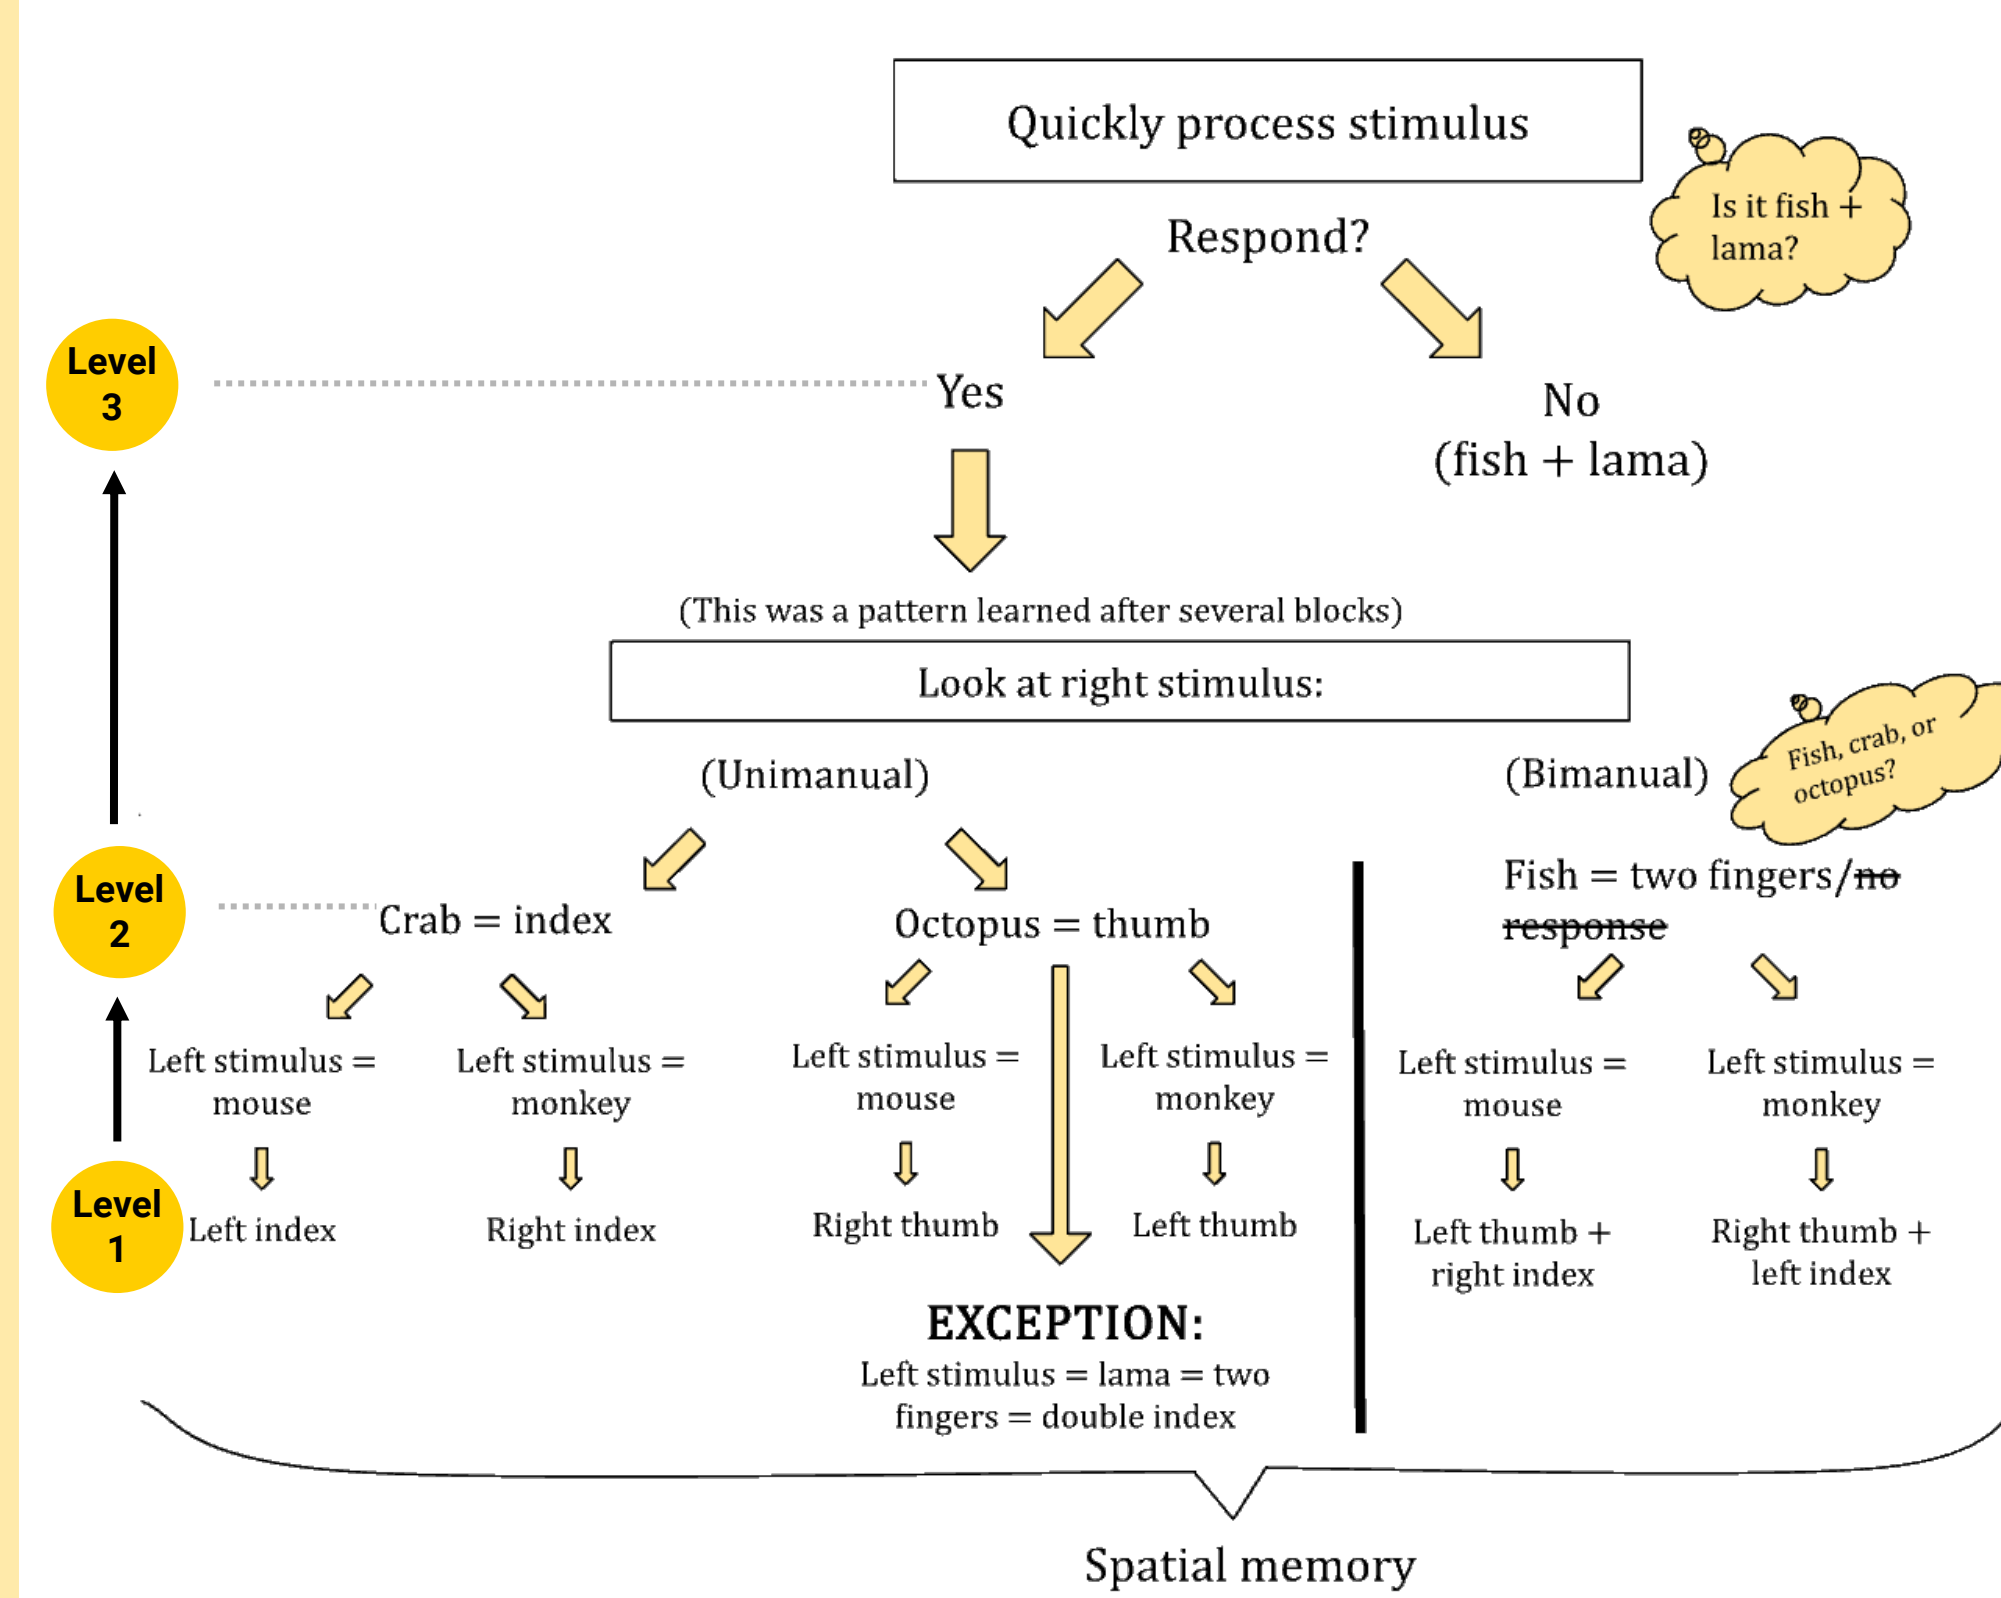 Quickly process stimulus
Is it fish +
lama?
Respond?
Level
3
Yes
No
(fish + lama)
(This was a pattern learned after several blocks)
Look at right stimulus:
(Unimanual)
(Bimanual)
Fish, crab, or
octopus?
Level
2
Crab = index
Octopus = thumb
Fish = two fingers/no
response
Left stimulus =
mouse
Left stimulus =
monkey
Left stimulus =
mouse
Left stimulus =
monkey
Left stimulus =
mouse
Left stimulus =
monkey
Level
1
Left index
Right index
Right thumb
Left thumb
Left thumb +
right index
Right thumb +
left index
EXCEPTION:
Left stimulus = lama = two
fingers = double index
Spatial memory